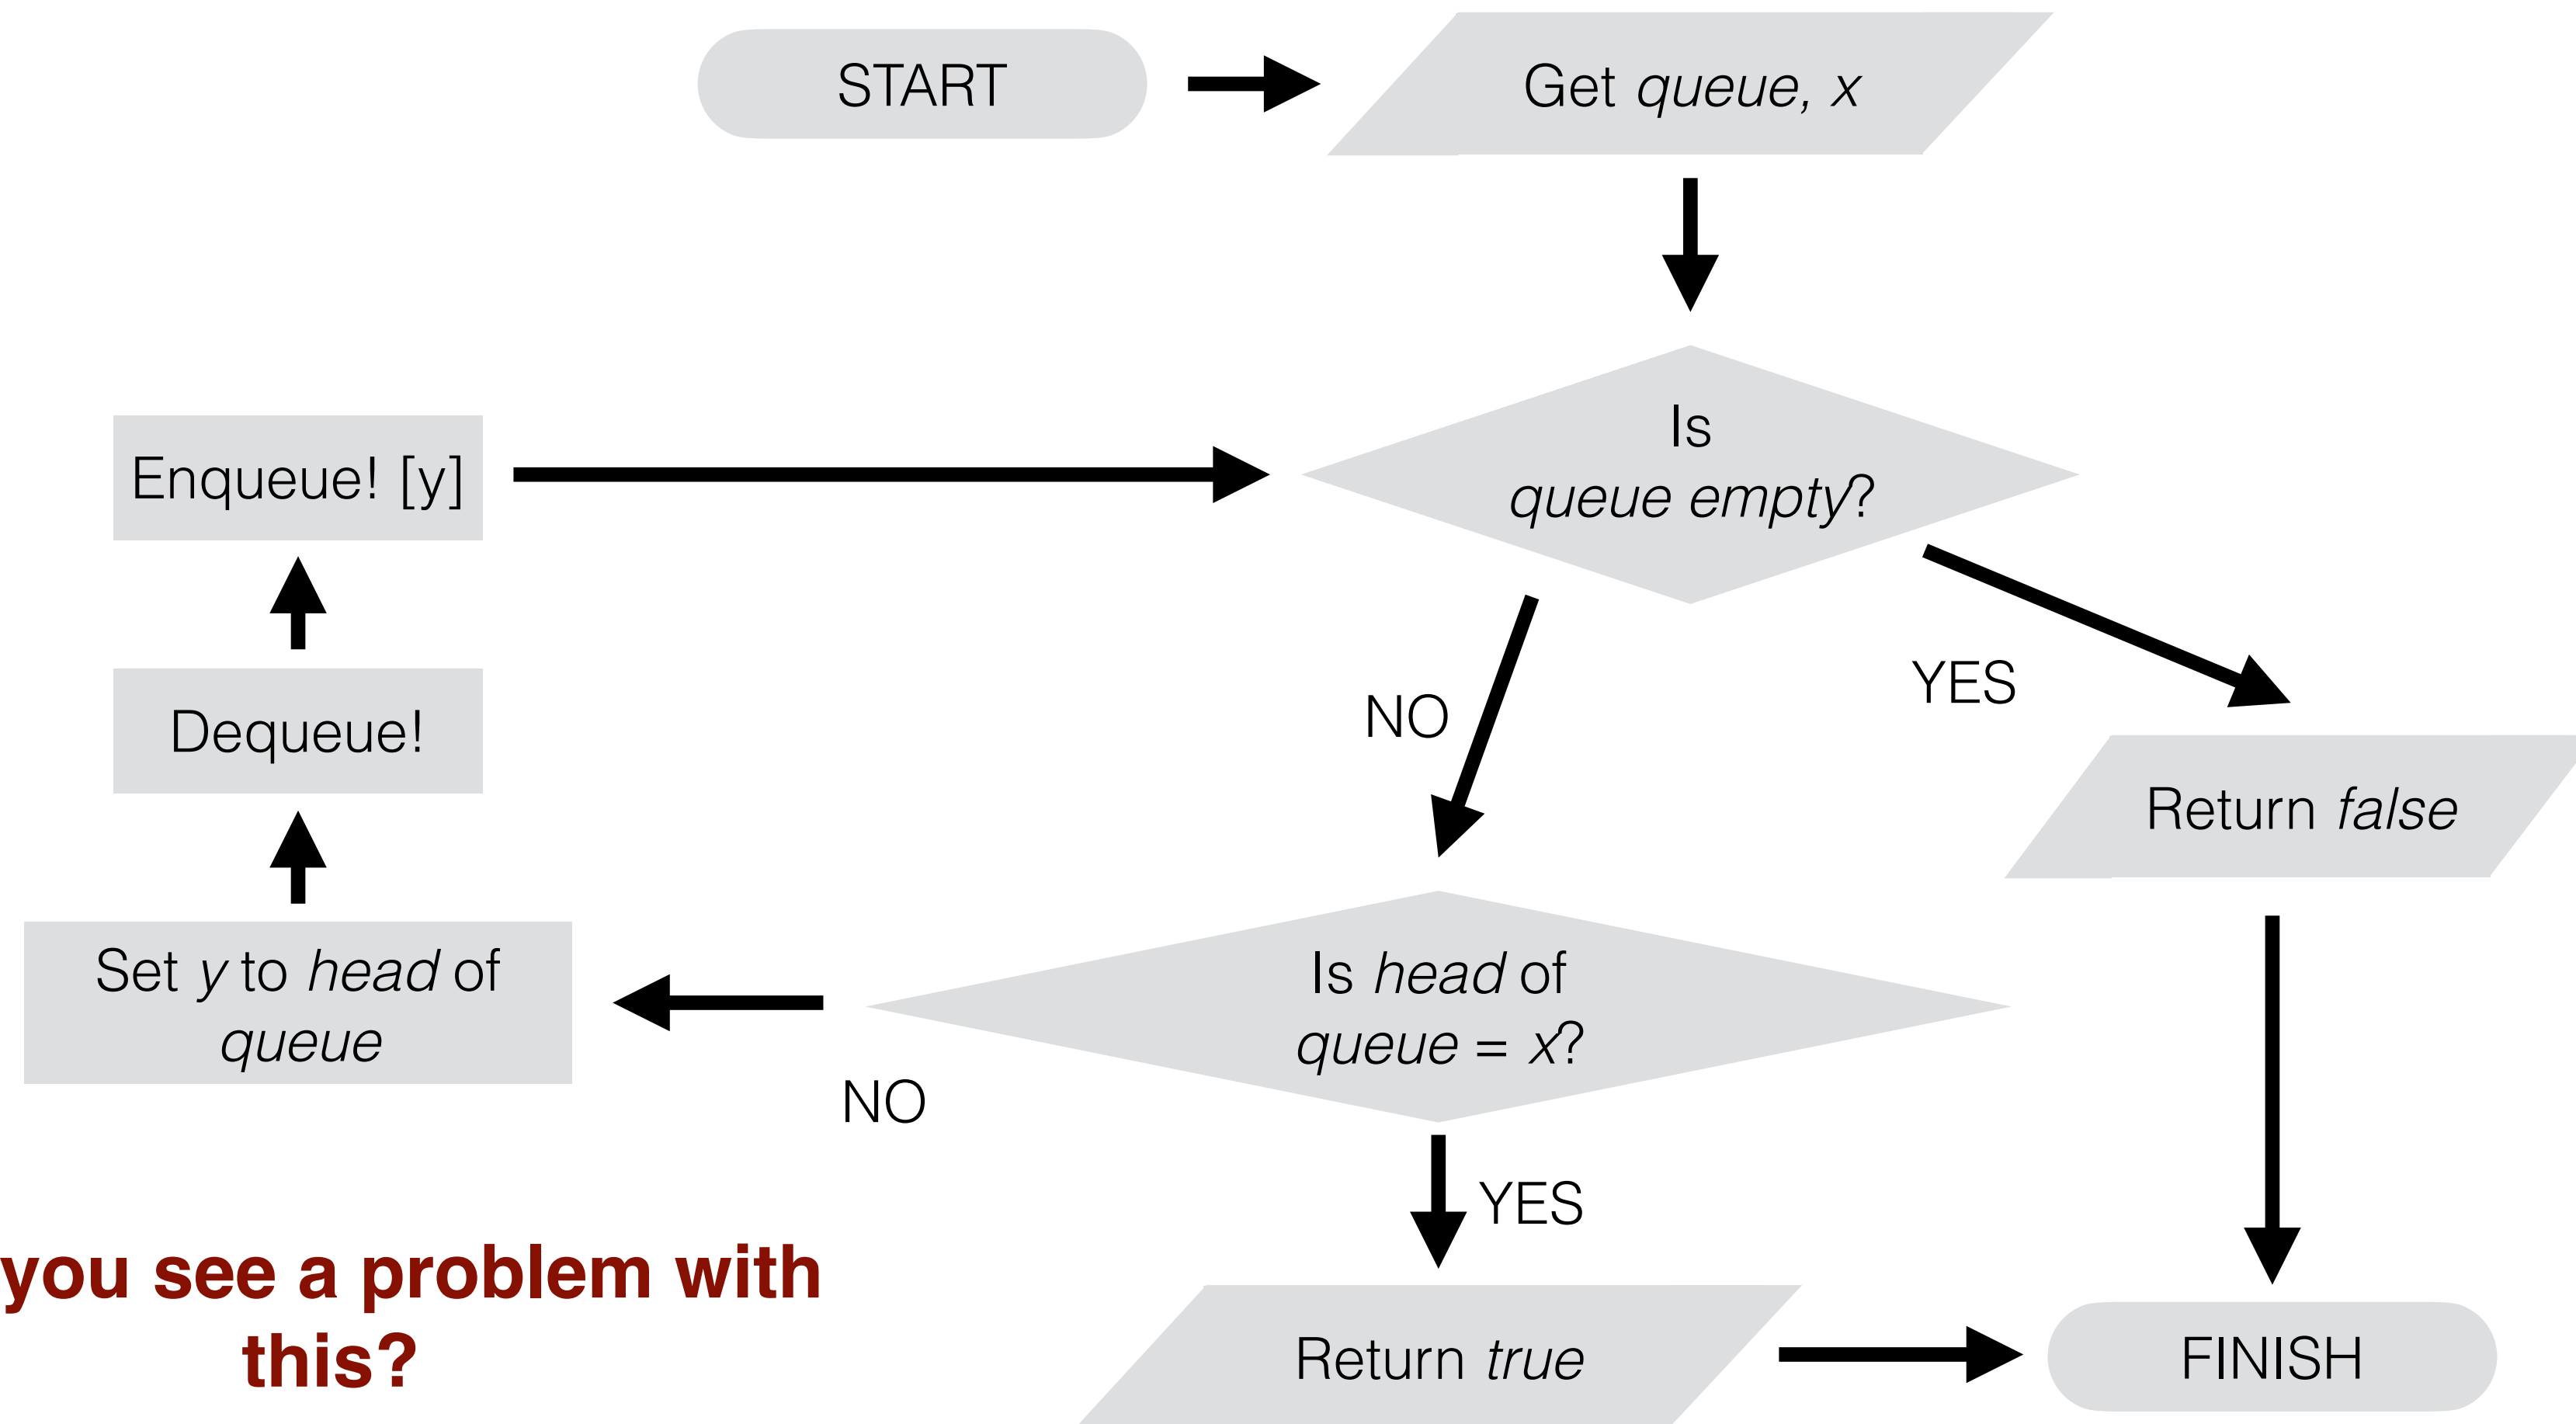 START
Get queue, x
Is
queue empty?
Enqueue! [y]
NO
YES
Dequeue!
Return false
Set y to head of
queue
Is head of
queue = x?
NO
YES
you see a problem with
this?
Return true
FINISH